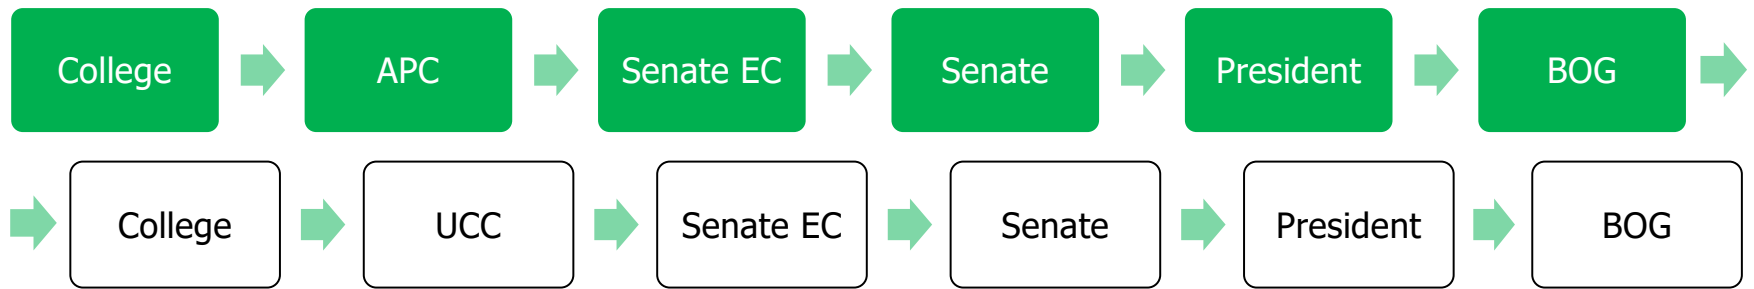 College APC Senate EC Senate President BOG
College UCC Senate EC Senate President BOG